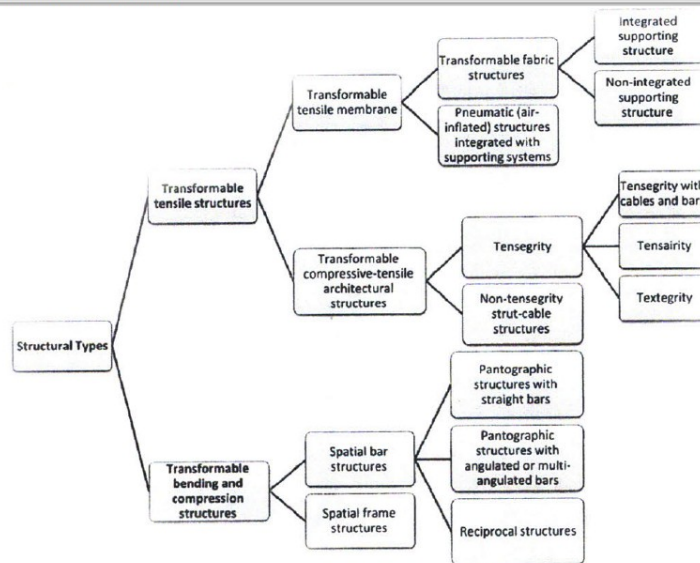 Integrated
supporting
structure
Transformable fabric
structures
Non-integrated
supporting
structure
Transformable
tensile membrane
Pneumatic (air-
inflated) structures
integrated with
supporting systems
Transformable
tensile structures
Tensegrity with
cables and bar
Tensegrity
Tensairity
Textegrity
Transformable
compressive-tensile
architectural
structures
Non-tensegrity
strut-cable
structures
Structural Types
Pantographic
structures with
straight bars
Spatial bar
structures
Pantographic
structures with
angulated or multi-
angulated bars
Transformable
bending and
compression
structures
Spatial frame
structures
Reciprocal structures